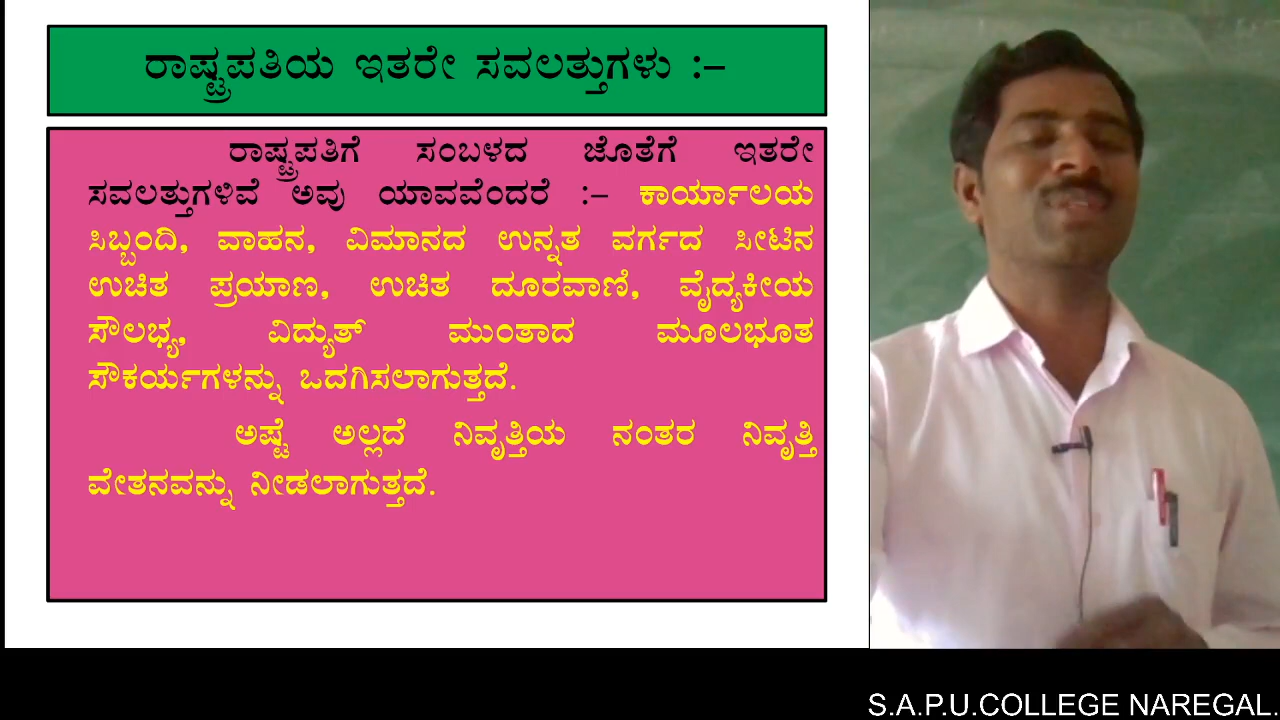 ರಾಷ್ಟ್ರಪತಿಯ ಇತರೇ ಸವಲತ್ತುಗಳು :–
ರಾಷ್ಟ್ರಪತಿಗೆ ಸಂಬಳದ ಜೊತೆಗೆ ಇತರೇ
ಸವಲತ್ತುಗಳಿವೆ ಅವು ಯಾವವೆಂದರೆ :– ಕಾರ್ಯಾಲಯ
ಸಿಬ್ಬಂದಿ, ವಾಹನ, ವಿಮಾನದ ಉನ್ನತ ವರ್ಗದ ಸೀಟಿನ
ಉಚಿತ ಪ್ರಯಾಣ, ಉಚಿತ ದೂರವಾಣಿ, ವೈದ್ಯಕೀಯ
ಸೌಲಭ್ಯ, ವಿದ್ಯುತ್ ಮುಂತಾದ ಮೂಲಭೂತ
ಸೌಕರ್ಯಗಳನ್ನು ಒದಗಿಸಲಾಗುತ್ತದೆ.
ಅಷ್ಟೆ ಅಲ್ಲದೆ ನಿವೃತ್ತಿಯ ನಂತರ ನಿವೃತ್ತಿ
ವೇತನವನ್ನು ನೀಡಲಾಗುತ್ತದೆ.
S.A.P.U.COLLEGE NAREGAL.